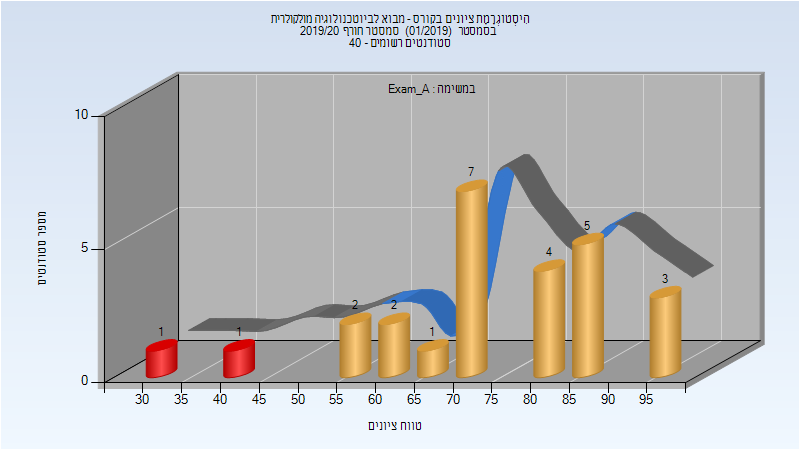 היסטוגרמת ציונים בקורס - מבוא לביוטכנולוגיה מולקולרית
בסמסטר (01/2019) סמסטר חורף 2019/20
סטודנטים רשומים - 40
במשימה : Exam_A
10
5
0
מספר סטודנטים
1
1
2
2
1
7
4
5
3
30 35 40 45 50 55 60 65 70 75 80 85 90 95
טווח ציונים